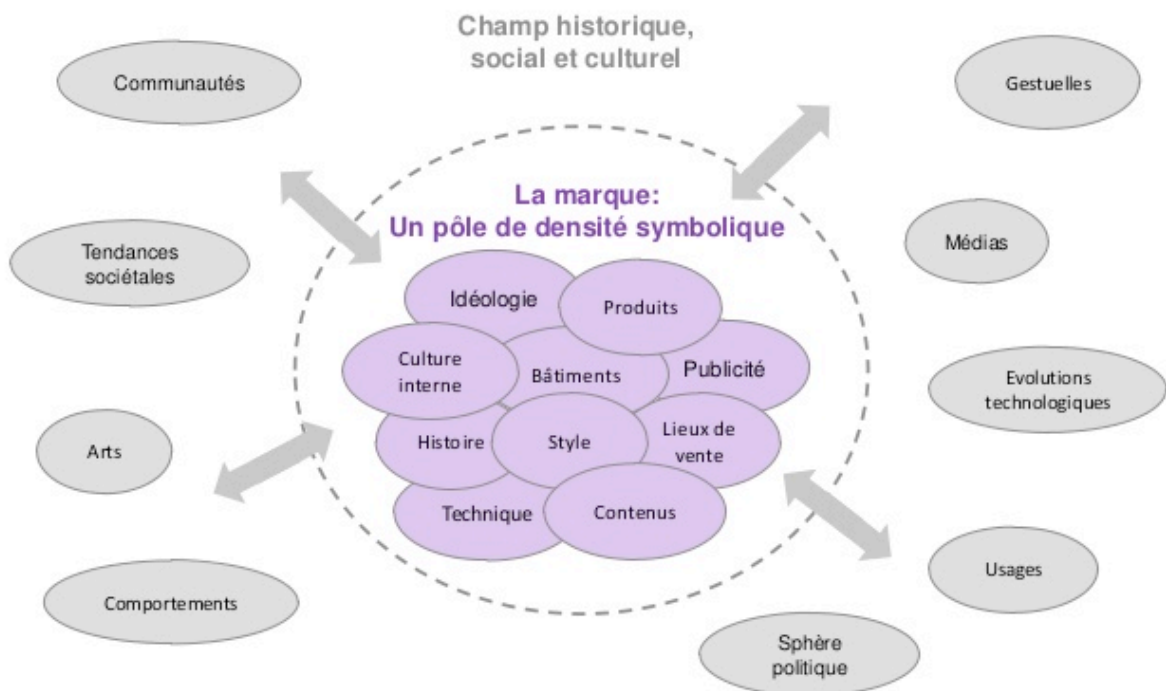 Champ historique,
social et culturel
Communautés
Gestuelles
La marque:
Un pôle de densité symbolique
Tendances
sociétales
Médias
Idéologie
Produits
Culture
interne
Bâtiments
Publicité
Evolutions
technologiques
Arts
Histoire
Style
Lieux de
vente
Technique
Contenus
Usages
Comportements
Sphère
politique